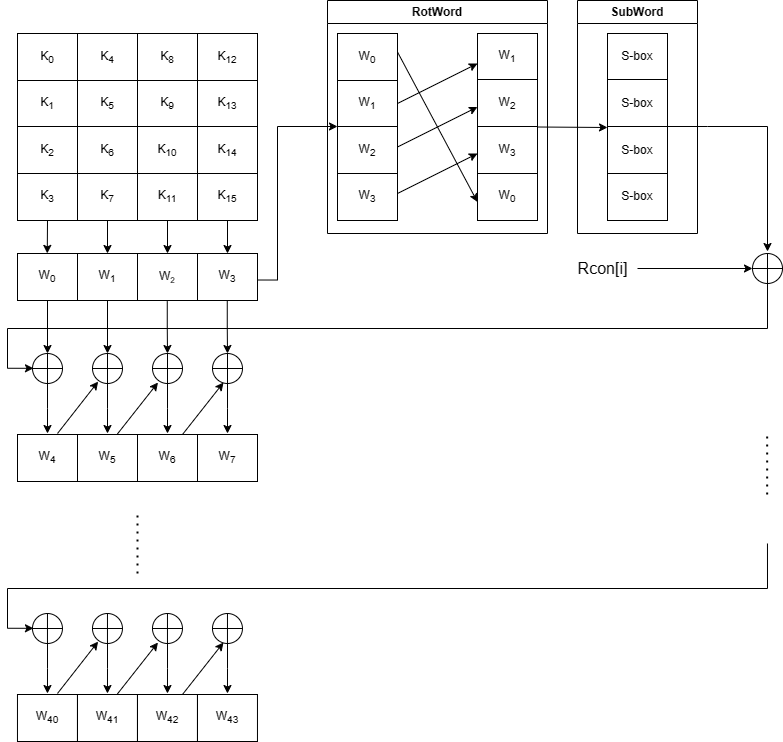 RotWord
SubWord
K0 K4 K8 K12
W0 W1 S-box
K1 K5 K9 K13
W1 W2 S-box
K2 K6 K10 K14
W2 W3 S-box
K3 K7 K11 K15
W3 W0 S-box
W0 W1 W2 W3
Rcon[i]
W4 W5 W6 W7
W40 W41 W42 W43